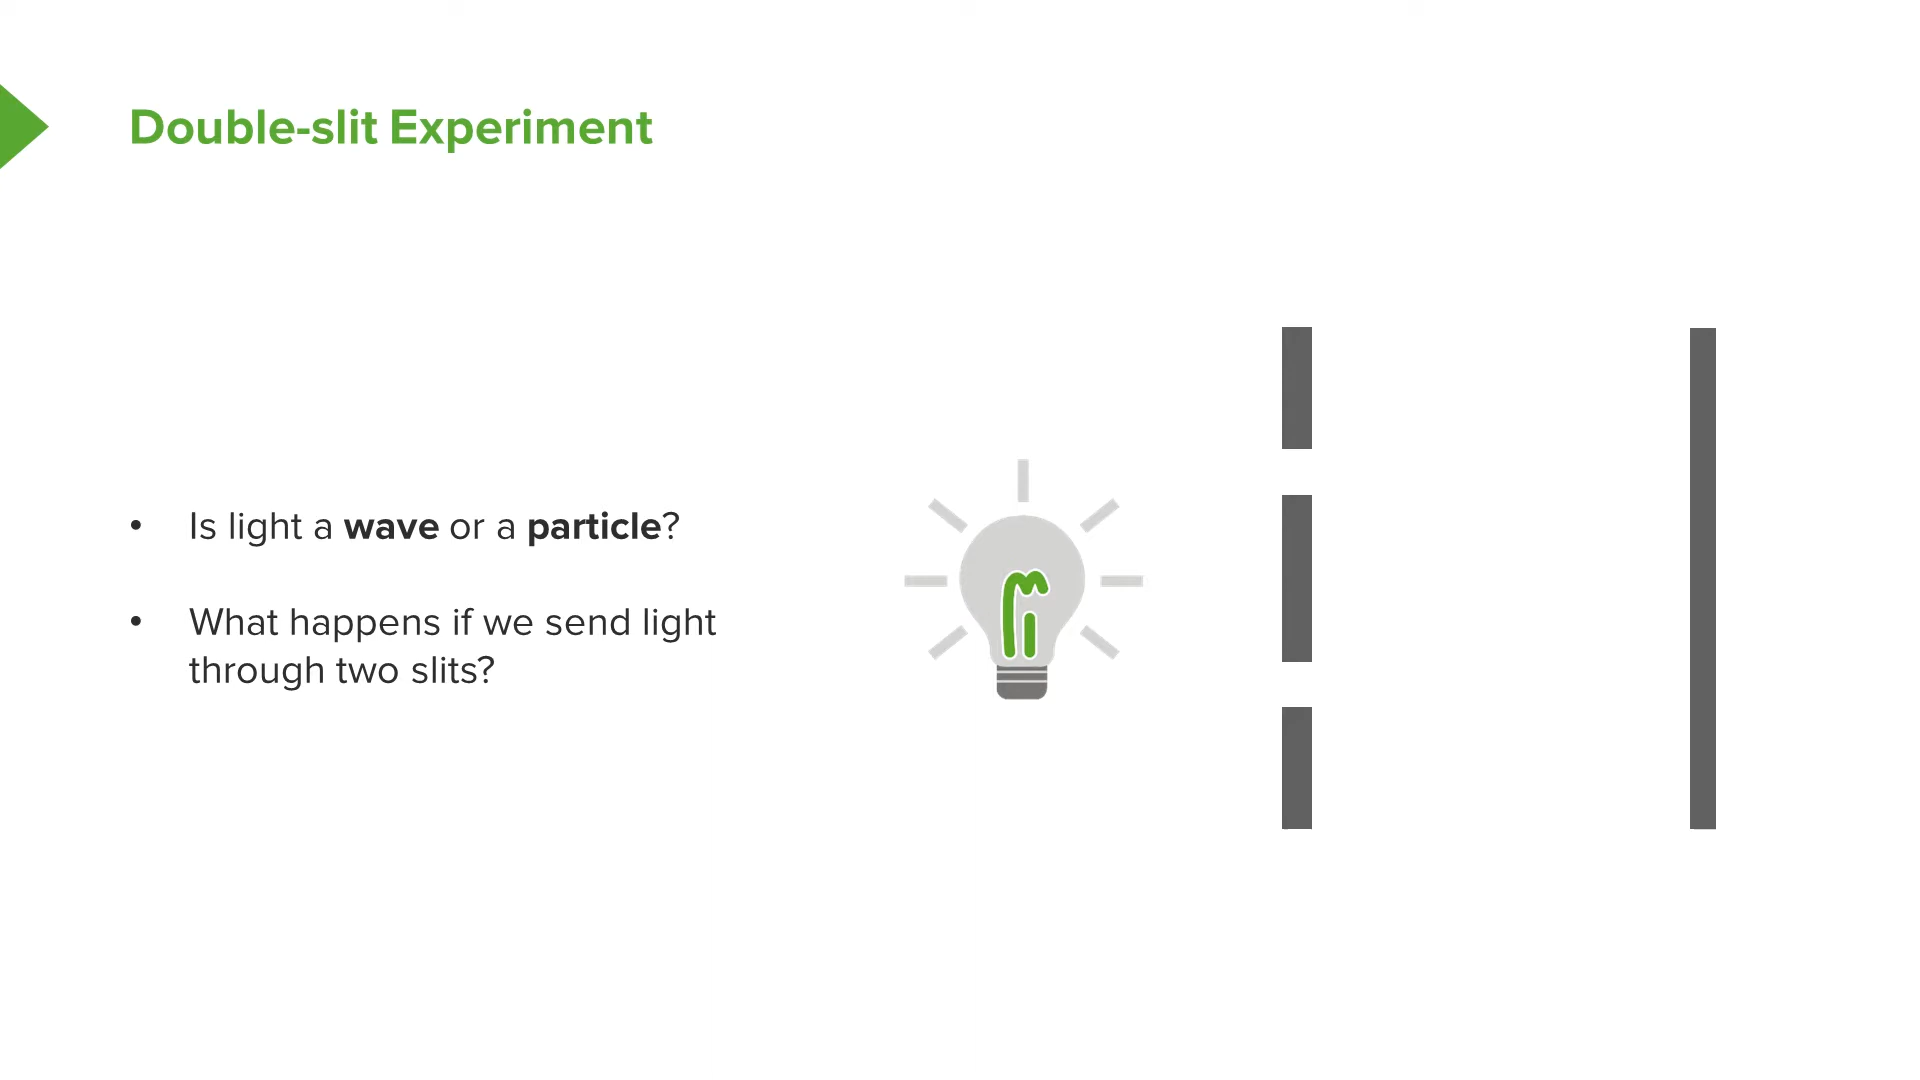 Double-slit Experiment
• Is light a wave or a particle?
• What happens if we send light
through two slits?